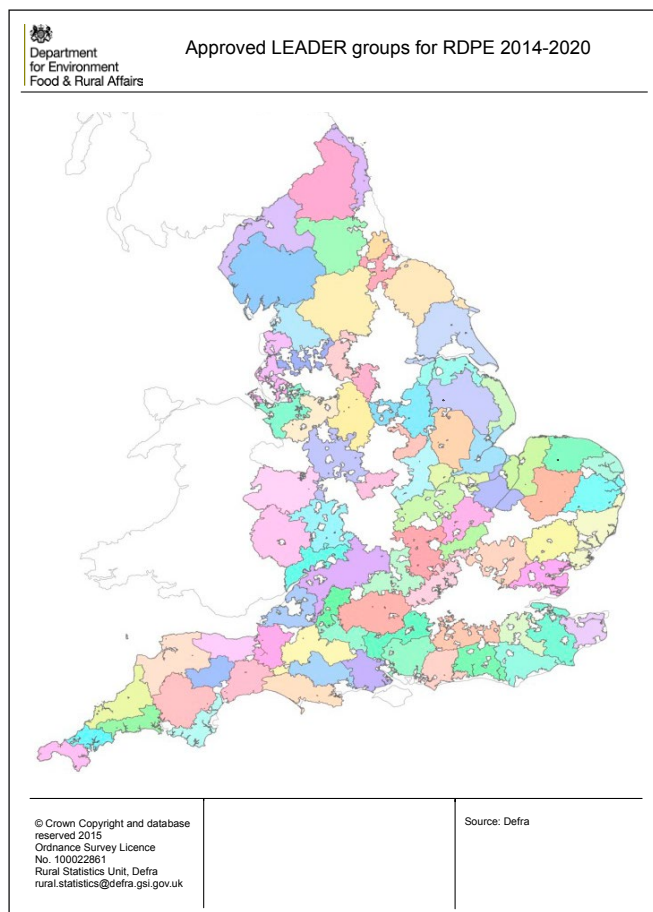 Department
for Environment
Food & Rural Affairs
Approved LEADER groups for RDPE 2014-2020
© Crown Copyright and database
reserved 2015
Ordnance Survey Licence
No. 100022861
Rural Statistics Unit, Defra
rural.statistics@defra.gsi.gov.uk
Source: Defra